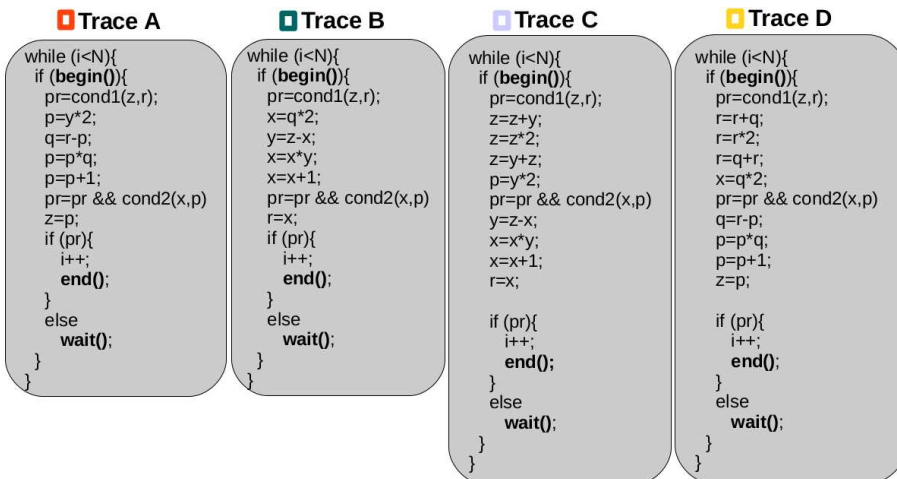 Trace A
while (i<N){
if (begin()){
pr=cond1(z,r);
p=y*2;
q=r-p;
p=p*q;
p=p+1;
pr=pr && cond2(x,p)
z=p;
if (pr){
i++;
end();
}
else
wait();
}
}
Trace B
while (i<N){
if (begin()){
pr=cond1(z,r);
x=q*2;
y=z-x;
x=x*y;
x=x+1;
pr=pr && cond2(x,p)
r=x;
if (pr){
i++;
end();
}
else
wait();
}
}
Trace C
while (i<N){
if (begin()){
pr=cond1(z,r);
z=z+y;
z=z*2;
z=y+z;
p=y*2;
pr=pr && cond2(x,p)
y=z-x;
x=x*y;
x=x+1;
r=x;
if (pr){
i++;
end();
}
else
wait();
}
}
Trace D
while (i<N){
if (begin()){
pr=cond1(z,r);
r=r+q;
r=r*2;
r=q+r;
x=q*2;
pr=pr && cond2(x,p)
q=r-p;
p=p*q;
p=p+1;
z=p;
if (pr){
i++;
end();
}
else
wait();
}
}